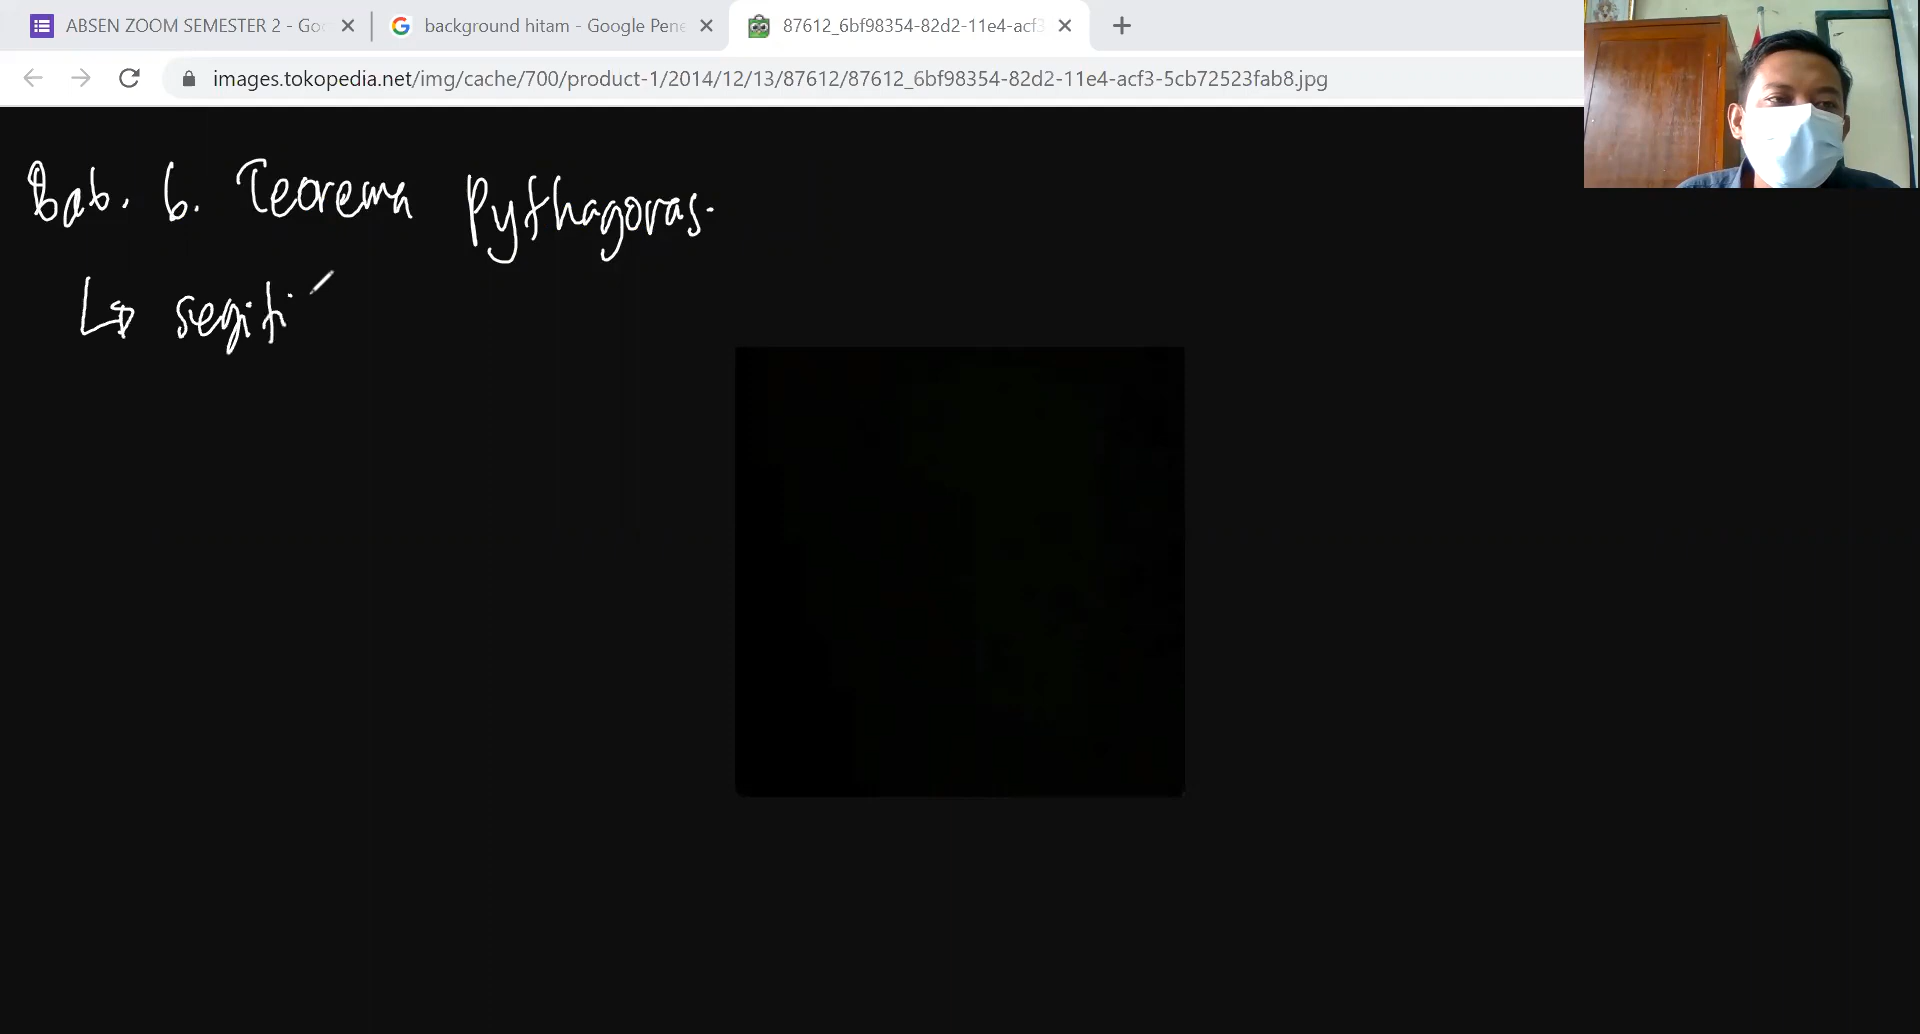 ABSEN ZOOM SEMESTER 2 - Go
background hitam - Google Pene
87612_6bf98354-82d2-11e4-acf3
images.tokopedia.net/img/cache/700/product-1/2014/12/13/87612/87612_6bf98354-82d2-11e4-acf3-5cb72523fab8.jpg
Bab. 6. Teorema Pythagoras.
segiti